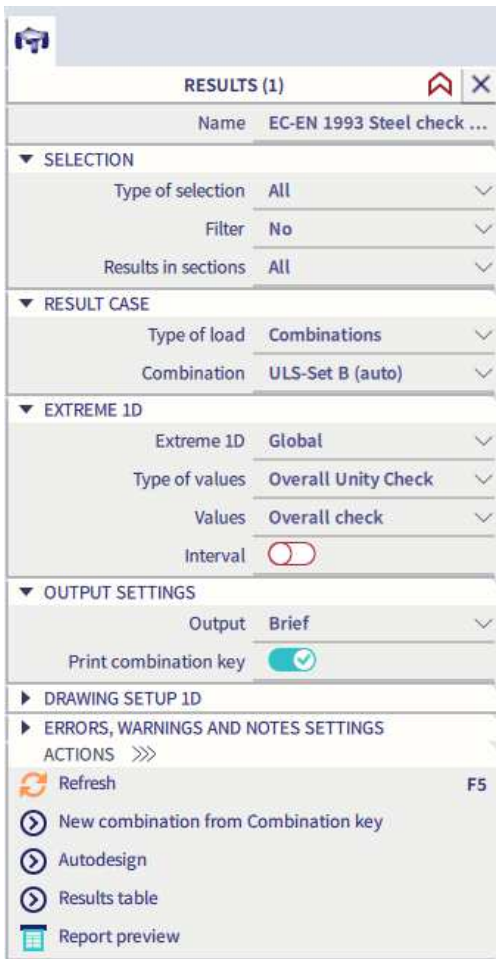 RESULTS (1)
Name EC-EN 1993 Steel check ...
SELECTION
Type of selection All
Filter No
Results in sections All
RESULT CASE
Type of load Combinations
Combination ULS-Set B (auto)
EXTREME 1D
Extreme 1D Global
Type of values Overall Unity Check
Values Overall check
Interval
OUTPUT SETTINGS
Output Brief
Print combination key
DRAWING SETUP 1D
ERRORS, WARNINGS AND NOTES SETTINGS
ACTIONS >>>
Refresh F5
New combination from Combination key
Autodesign
Results table
Report preview